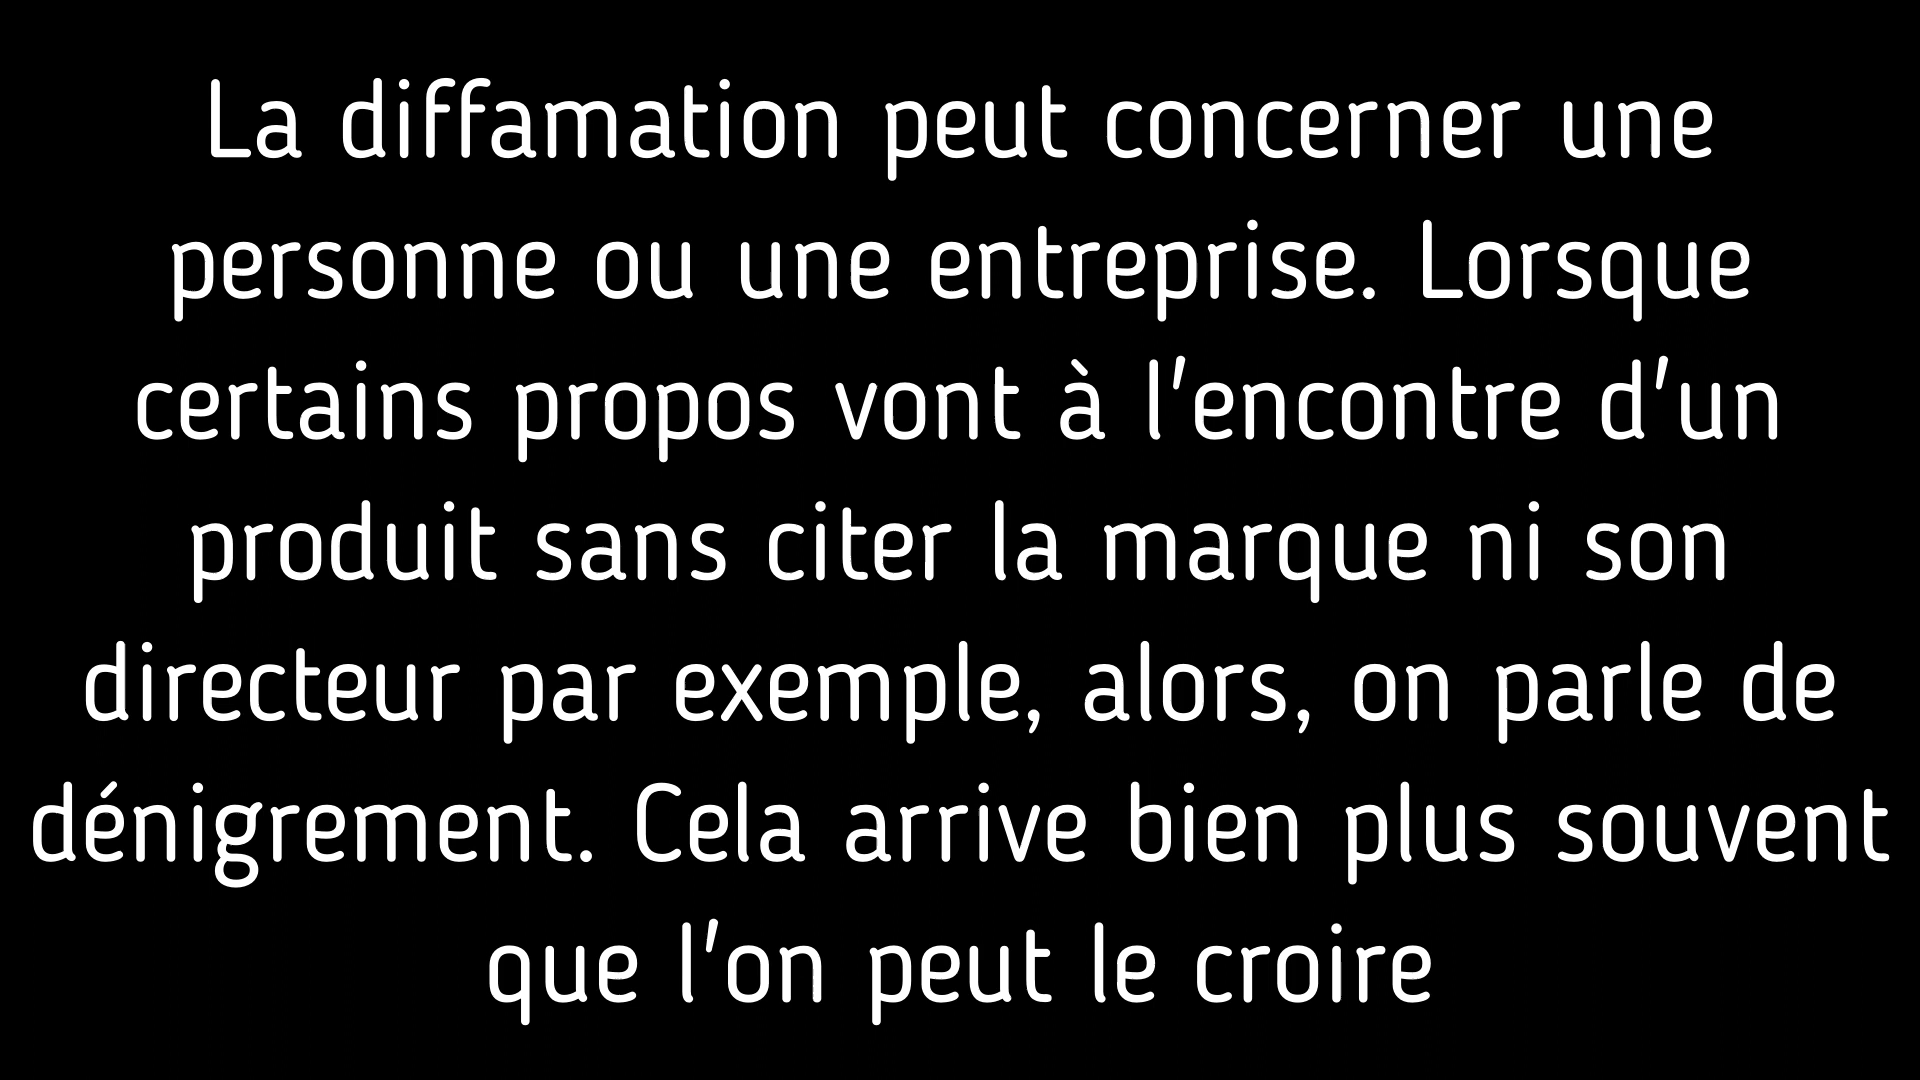 La diffamation peut concerner une
personne ou une entreprise. Lorsque
certains propos vont à l'encontre d'un
produit sans citer la marque ni son
directeur par exemple, alors, on parle de
dénigrement. Cela arrive bien plus souvent
que l'on peut le croire